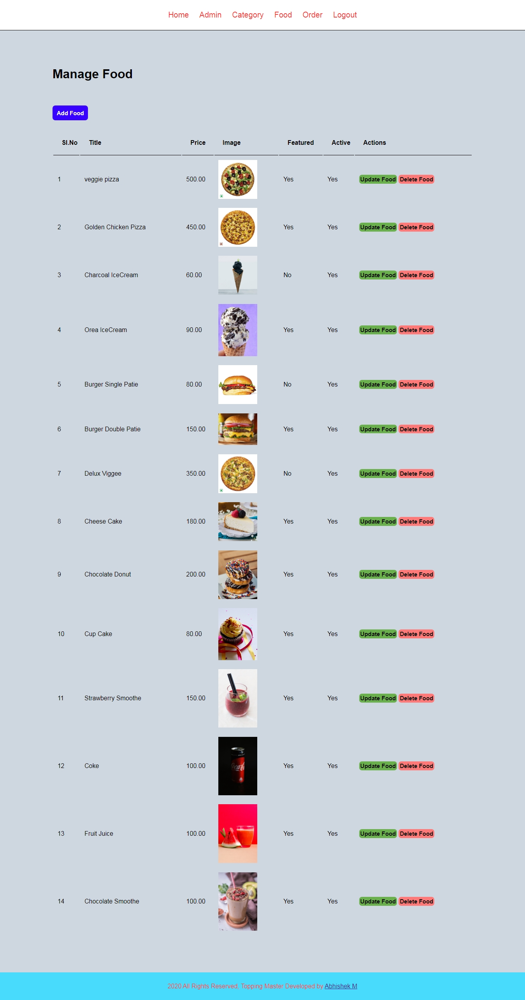 Home Admin Category Food Order Logout
Manage Food
Add Food
Sl.No Title Price Image Featured Active Actions
1 veggie pizza 500.00 Yes Yes Update Food Delete Food
2 Golden Chicken Pizza 450.00 Yes Yes Update Food Delete Food
3 Charcoal IceCream 60.00 No Yes Update Food Delete Food
4 Orea IceCream 90.00 Yes Yes Update Food Delete Food
5 Burger Single Patie 80.00 No Yes Update Food Delete Food
6 Burger Double Patie 150.00 Yes Yes Update Food Delete Food
7 Delux Viggee 350.00 No Yes Update Food Delete Food
8 Cheese Cake 180.00 Yes Yes Update Food Delete Food
9 Chocolate Donut 200.00 Yes Yes Update Food Delete Food
10 Cup Cake 80.00 Yes Yes Update Food Delete Food
11 Strawberry Smoothe 150.00 Yes Yes Update Food Delete Food
12 Coke 100.00 Yes Yes Update Food Delete Food
13 Fruit Juice 100.00 Yes Yes Update Food Delete Food
14 Chocolate Smoothe 100.00 Yes Yes Update Food Delete Food
2020 All Rights Reserved, Topping Master Developed by Abhishek M